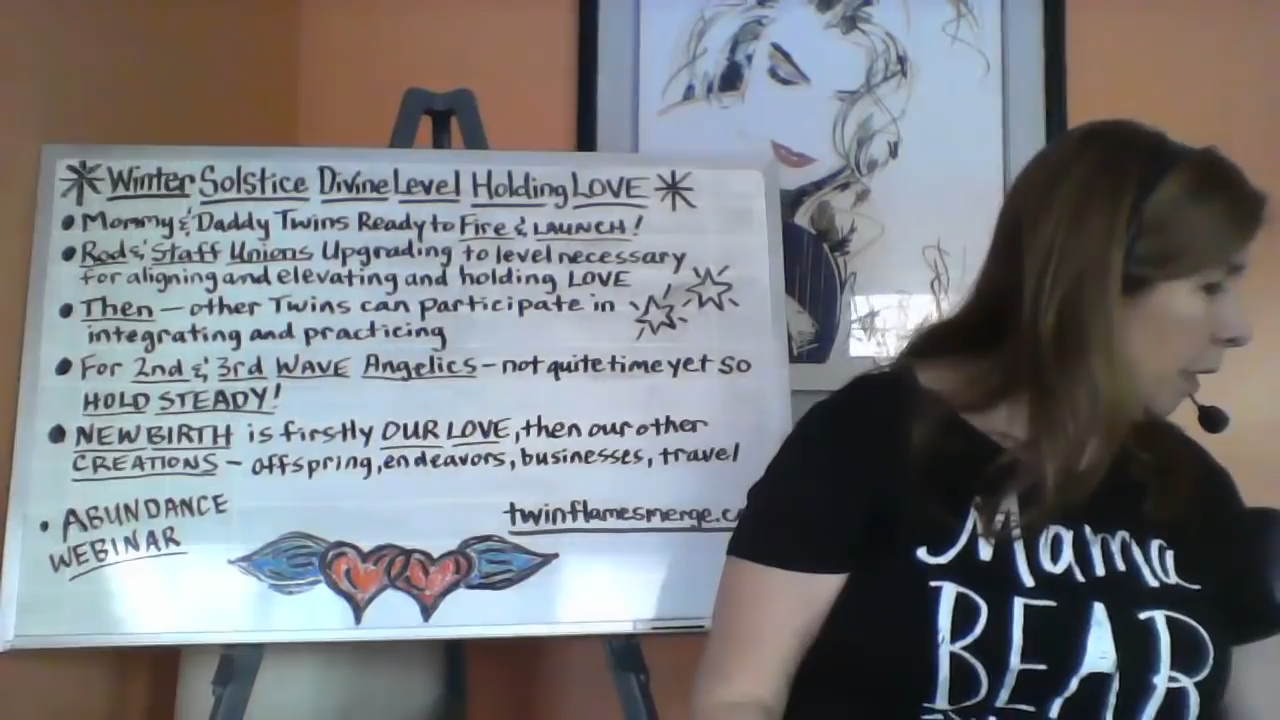 * Winter Solstice Divine Level Holding LOVE *
• Mommy & Daddy Twins Ready to Fire & LAUNCH!
• Rod & Staff Unions Upgrading to level necessary
for aligning and elevating and holding LOVE
• Then — other Twins can participate in
integrating and practicing
• For 2nd & 3rd WAVE Angelics — not quite time yet so
HOLD STEADY!
• NEW BIRTH is firstly OUR LOVE, then our other
CREATIONS — offspring, endeavors, businesses, travel
• ABUNDANCE
WEBINAR
twinflamesmerge.c
Mama
BEAR